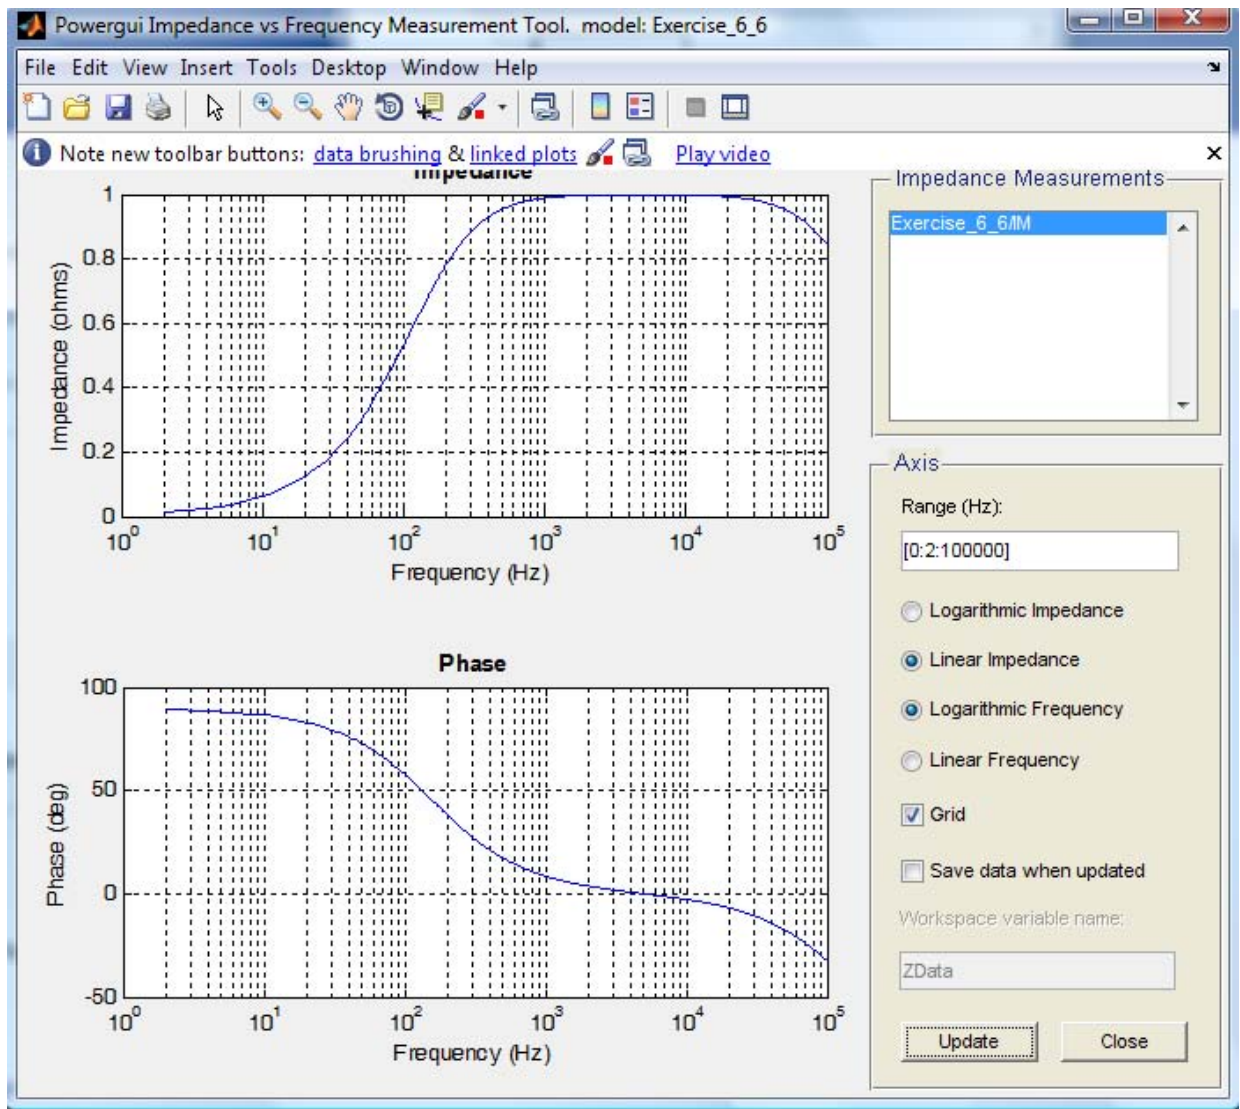 Powergui Impedance vs Frequency Measurement Tool. model: Exercise_6_6
File Edit View Insert Tools Desktop Window Help
Note new toolbar buttons: data brushing & linked plots Play video
Impedance
1
0.8
0.6
0.4
0.2
0
Impedance (ohms)
10^0 10^1 10^2 10^3 10^4 10^5
Frequency (Hz)
Phase
100
50
0
-50
Phase (deg)
10^0 10^1 10^2 10^3 10^4 10^5
Frequency (Hz)
Impedance Measurements
Exercise_6_6/IM
Axis
Range (Hz):
[0:2:100000]
Logarithmic Impedance
Linear Impedance
Logarithmic Frequency
Linear Frequency
Grid
Save data when updated
Workspace variable name:
ZData
Update Close